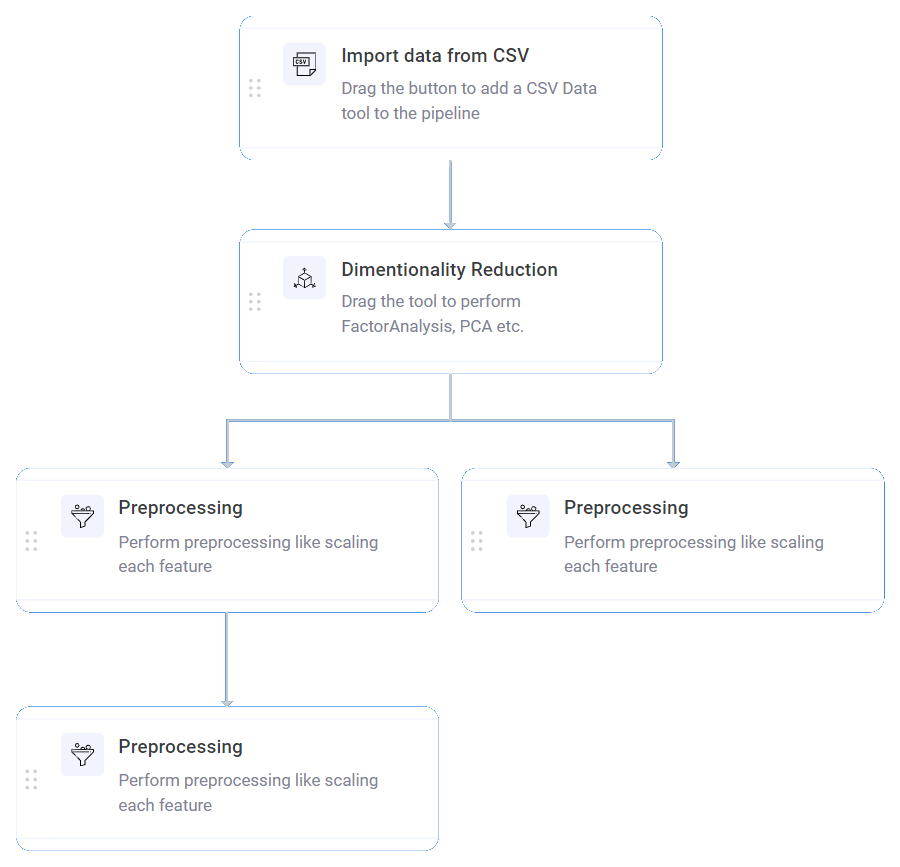 CSV
Import data from CSV
Drag the button to add a CSV Data
tool to the pipeline
Dimentionality Reduction
Drag the tool to perform
FactorAnalysis, PCA etc.
Preprocessing
Perform preprocessing like scaling
each feature
Preprocessing
Perform preprocessing like scaling
each feature
Preprocessing
Perform preprocessing like scaling
each feature